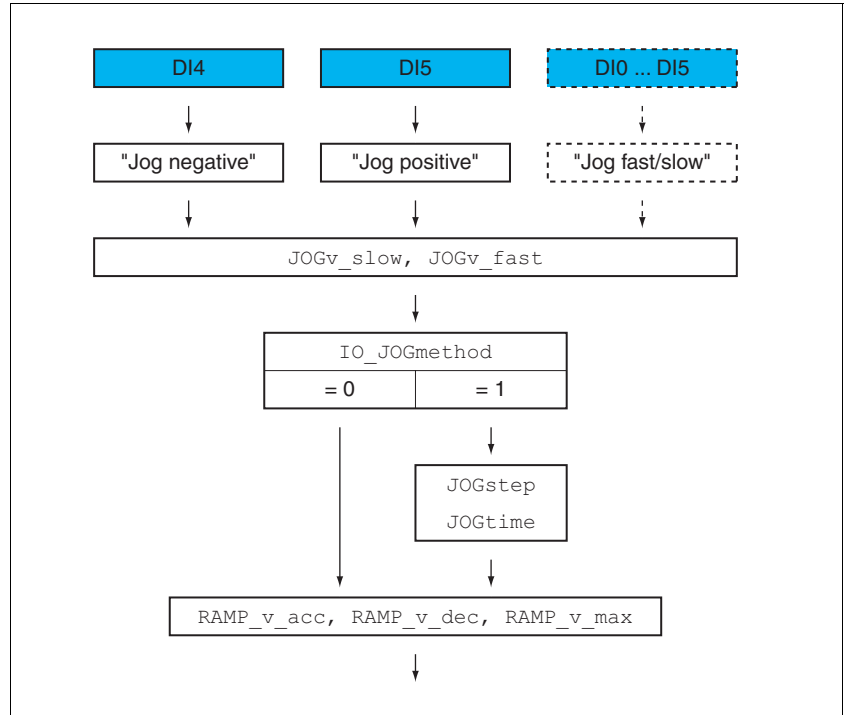 DI4 DI5 DI0 ... DI5
"Jog negative" "Jog positive" "Jog fast/slow"
JOGv_slow, JOGv_fast
IO_JOGmethod
= 0 = 1
JOGstep
JOGtime
RAMP_v_acc, RAMP_v_dec, RAMP_v_max